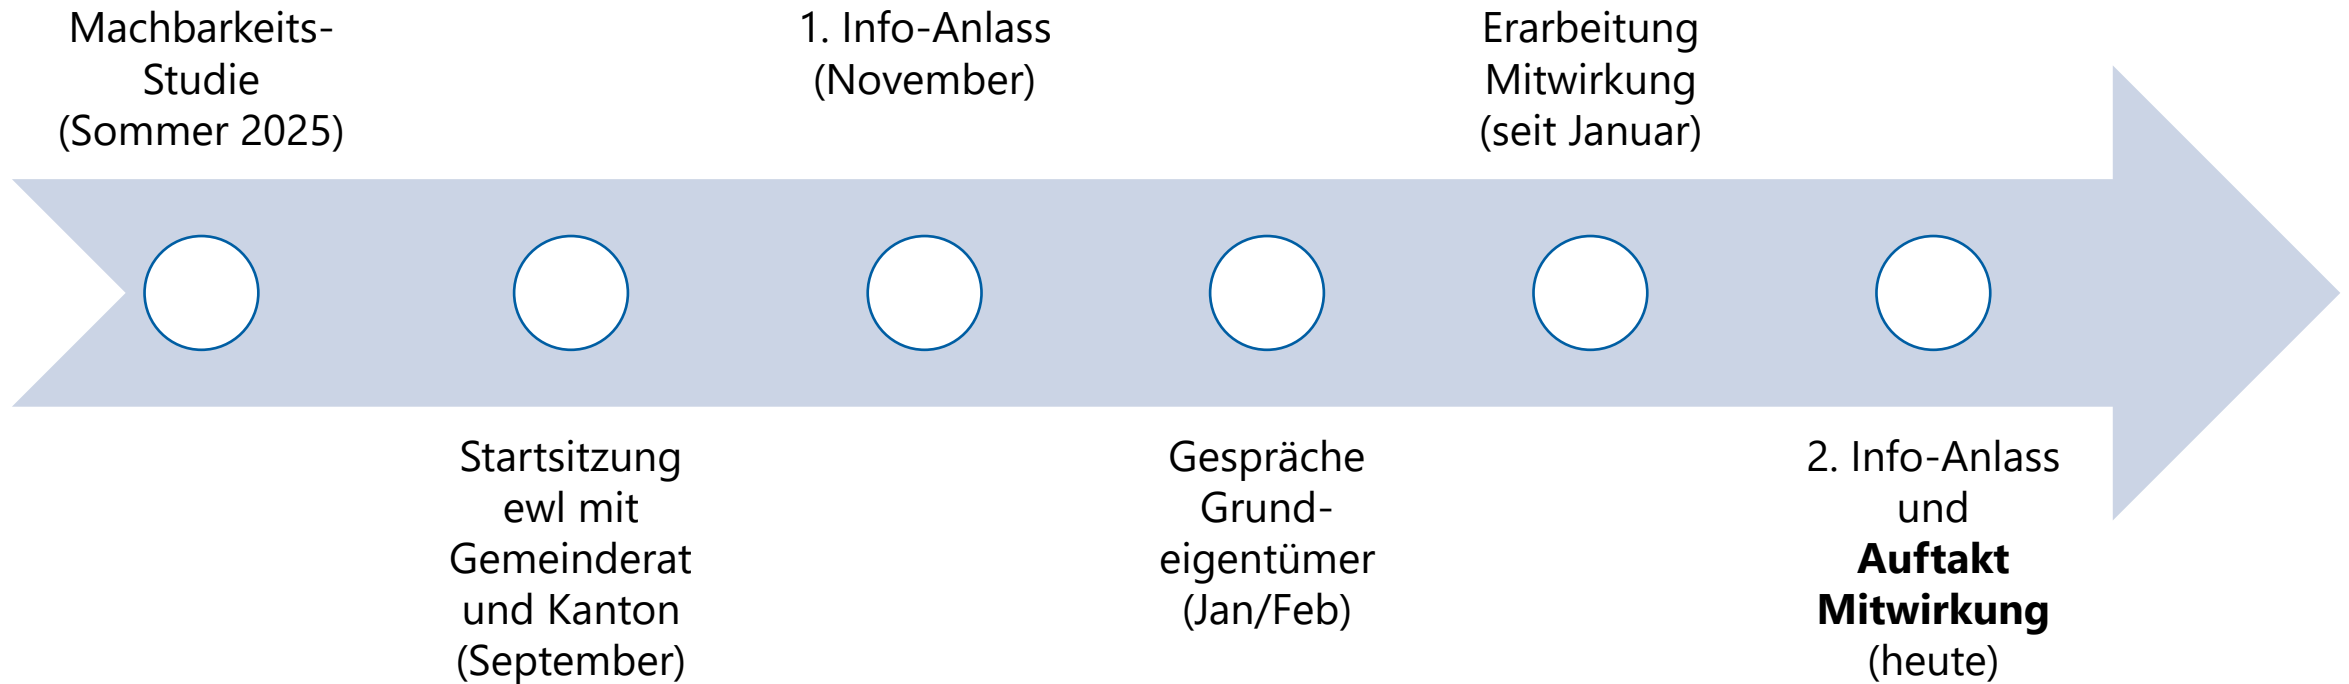 Machbarkeits-
Studie
(Sommer 2025)
Startsitzung
ewl mit
Gemeinderat
und Kanton
(September)
1. Info-Anlass
(November)
Gespräche
Grund-
eigentümer
(Jan/Feb)
Erarbeitung
Mitwirkung
(seit Januar)
2. Info-Anlass
und
Auftakt
Mitwirkung
(heute)